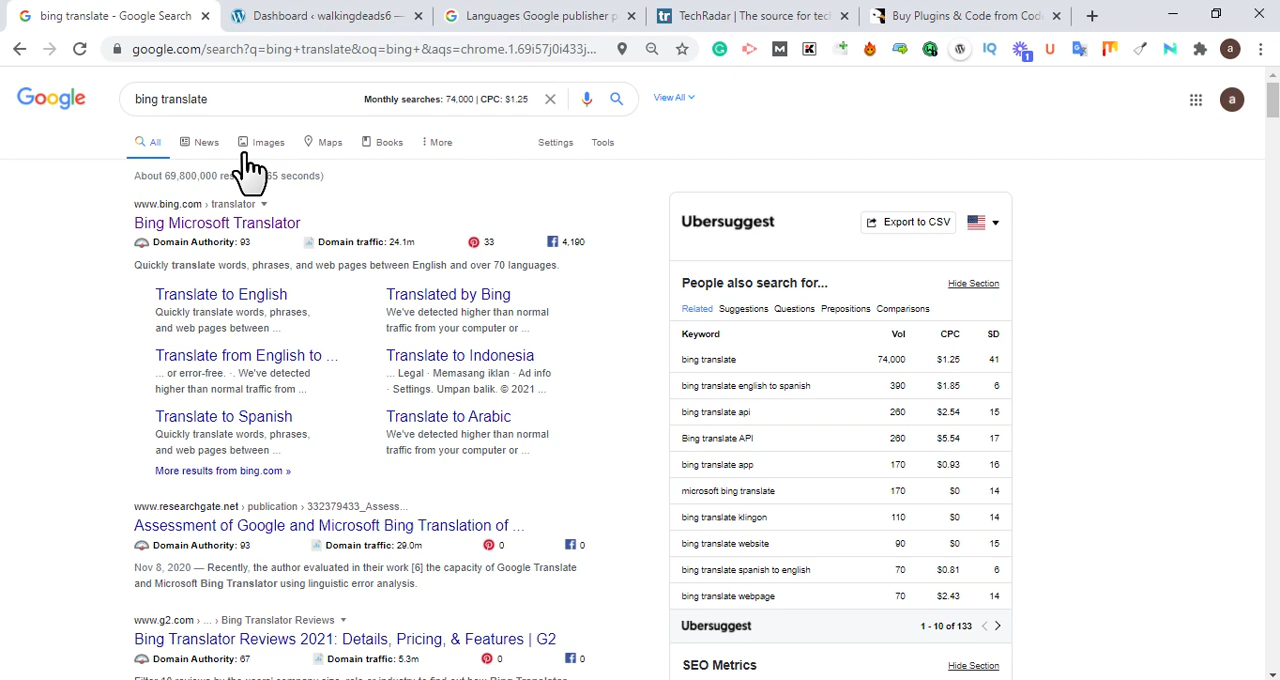 bing translate - Google Search
Dashboard ‹ walkingdeads6 —
Languages Google publisher p
TechRadar | The source for tec
Buy Plugins & Code from Code
google.com/search?q=bing+translate&oq=bing+&aqs=chrome.1.69i57j0i433j...
1
a
Google
bing translate
Monthly searches: 74,000 | CPC: $1.25
View All
a
All
News
Images
Maps
Books
More
Settings
Tools
About 69,800,000 65 seconds)
www.bing.com › translator
Bing Microsoft Translator
Domain Authority: 93
Domain traffic: 24.1m
33
4,190
Quickly translate words, phrases, and web pages between English and over 70 languages.
Translate to English
Quickly translate words, phrases,
and web pages between ...
Translated by Bing
We've detected higher than normal
traffic from your computer or ...
Translate from English to ...
... or error-free. ·. We've detected
higher than normal traffic from ...
Translate to Indonesia
... Legal · Memasang iklan · Ad info
· Settings. Umpan balik. © 2021 ...
Translate to Spanish
Quickly translate words, phrases,
and web pages between ...
Translate to Arabic
We've detected higher than normal
traffic from your computer or ...
More results from bing.com »
www.researchgate.net › publication › 332379433_Assess...
Assessment of Google and Microsoft Bing Translation of ...
Domain Authority: 93
Domain traffic: 29.0m
0
0
Nov 8, 2020 — Recently, the author evaluated in their work [6] the capacity of Google Translate
and Microsoft Bing Translator using linguistic error analysis.
www.g2.com › ... › Bing Translator Reviews
Bing Translator Reviews 2021: Details, Pricing, & Features | G2
Domain Authority: 67
Domain traffic: 5.3m
0
0
Ubersuggest
Export to CSV
People also search for...
Hide Section
Related Suggestions Questions Prepositions Comparisons
Keyword Vol CPC SD
bing translate 74,000 $1.25 41
bing translate english to spanish 390 $1.85 6
bing translate api 260 $2.54 15
Bing translate API 260 $5.54 17
bing translate app 170 $0.93 16
microsoft bing translate 170 $0 14
bing translate klingon 110 $0 14
bing translate website 90 $0 15
bing translate spanish to english 70 $0.81 6
bing translate webpage 70 $2.43 14
Ubersuggest
1 - 10 of 133
SEO Metrics
Hide Section